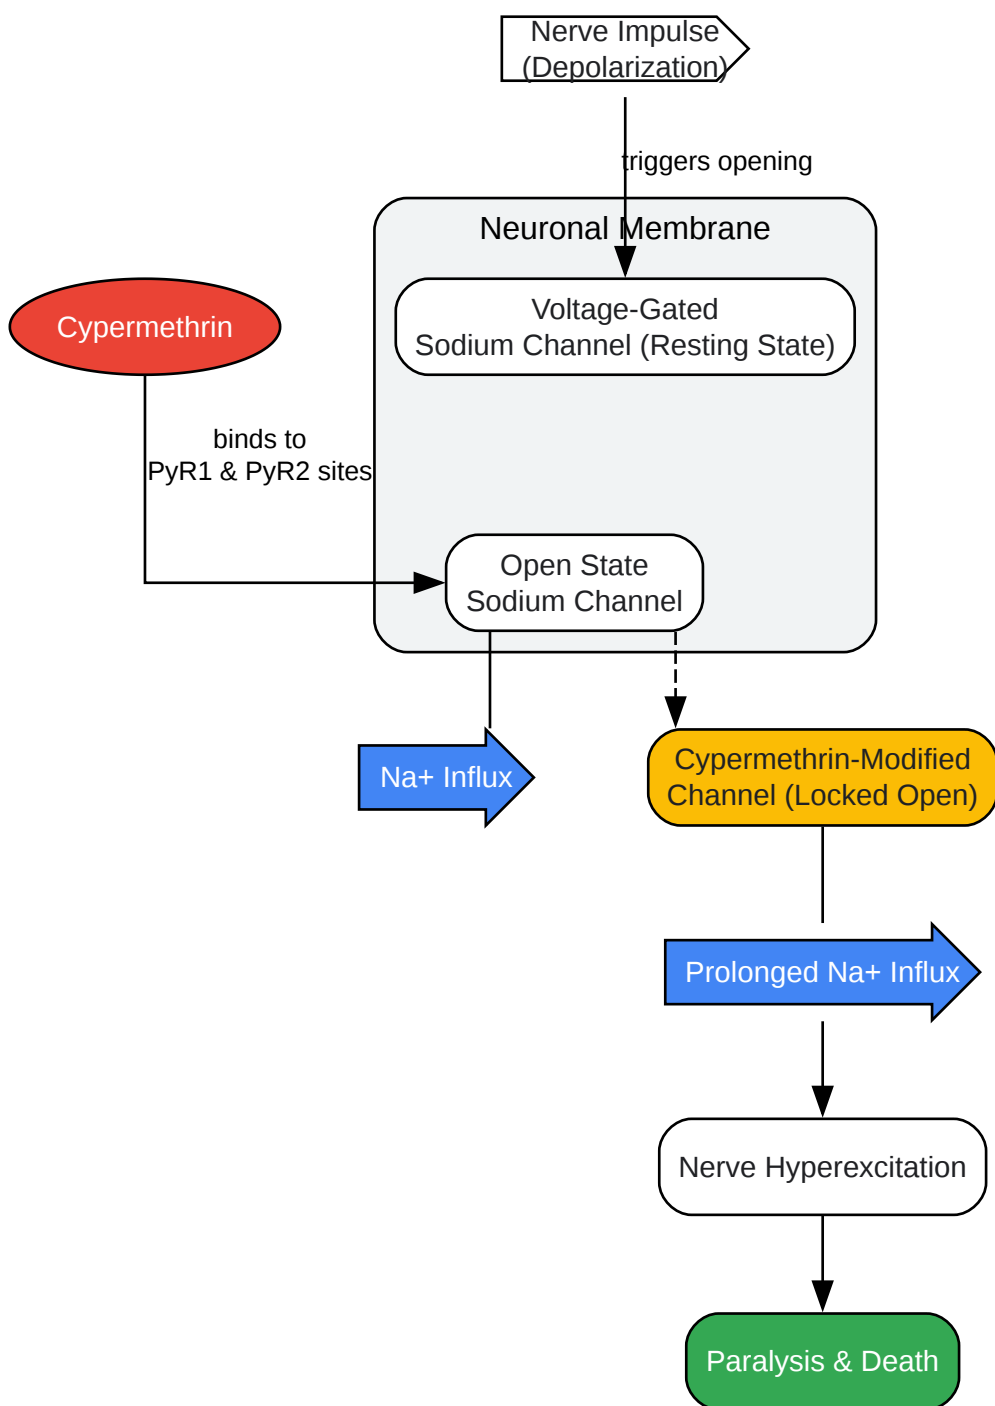 Nerve Impulse
(Depolarization)
triggers opening
Neuronal Membrane
Voltage-Gated
Sodium Channel (Resting State)
Cypermethrin
binds to
PyR1 & PyR2 sites
Open State
Sodium Channel
Na+ Influx
Cypermethrin-Modified
Channel (Locked Open)
Prolonged Na+ Influx
Nerve Hyperexcitation
Paralysis & Death